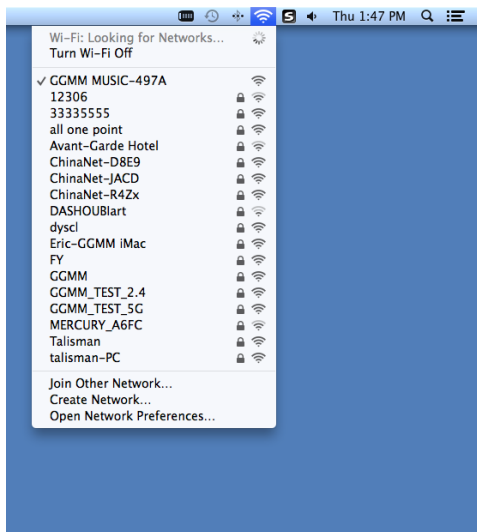 Thu 1:47 PM
Wi-Fi: Looking for Networks...
Turn Wi-Fi Off
GGMM MUSIC-497A
12306
33335555
all one point
Avant-Garde Hotel
ChinaNet-D8E9
ChinaNet-JACD
ChinaNet-R4Zx
DASHOUBIart
dyscl
Eric-GGMM iMac
FY
GGMM
GGMM_TEST_2.4
GGMM_TEST_5G
MERCURY_A6FC
Talisman
talisman-PC
Join Other Network...
Create Network...
Open Network Preferences...